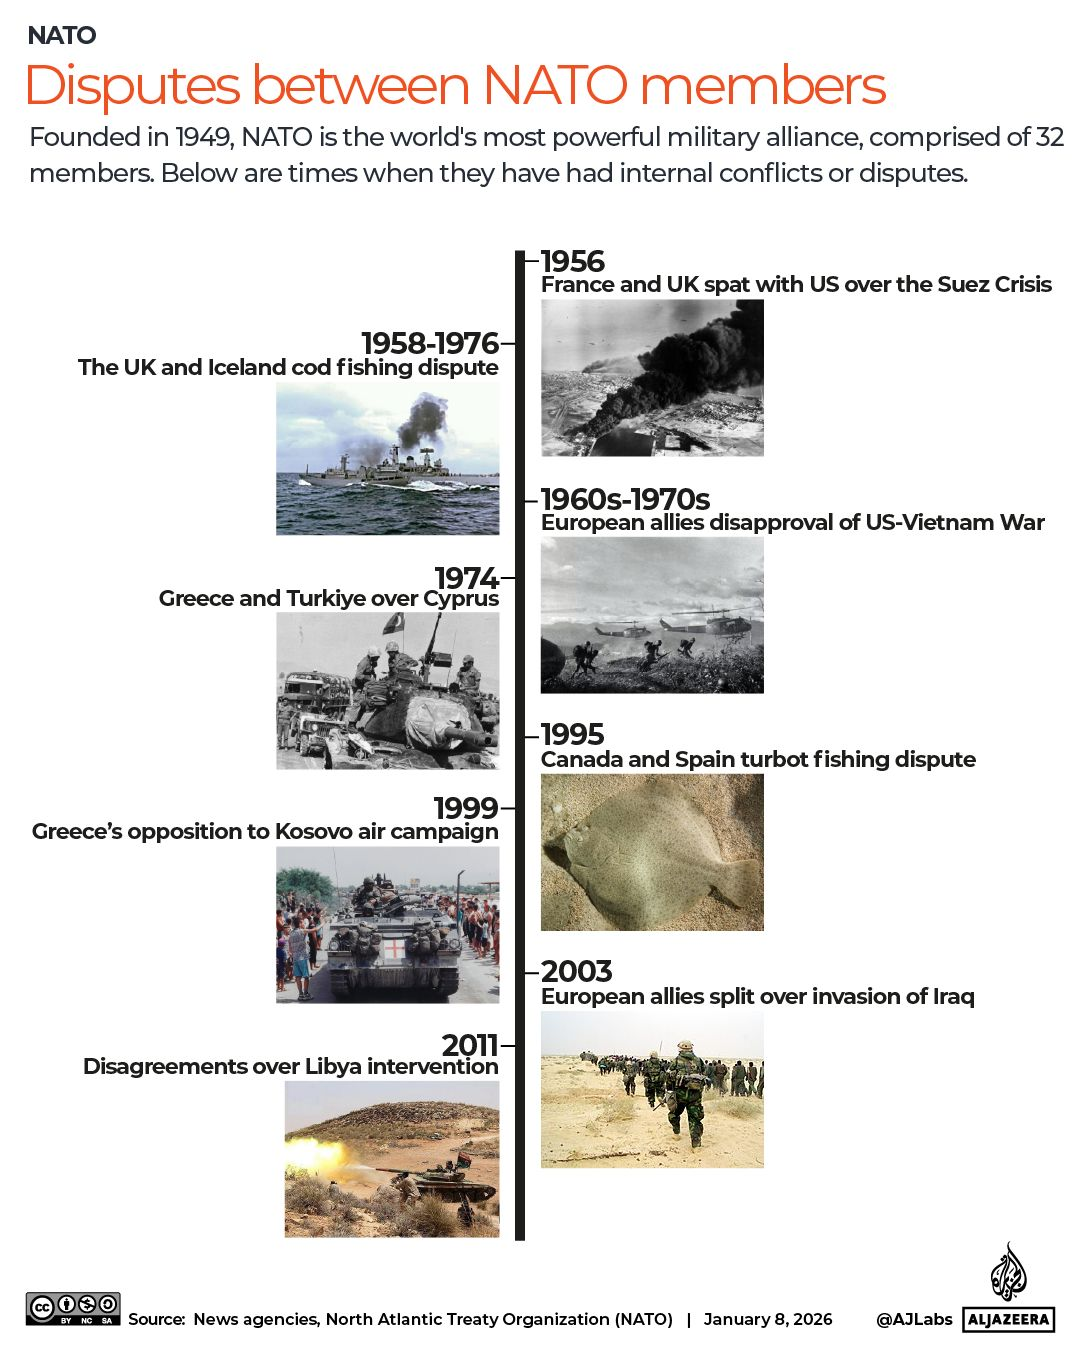 NATO
Disputes between NATO members
Founded in 1949, NATO is the world's most powerful military alliance, comprised of 32
members. Below are times when they have had internal conflicts or disputes.
1956
France and UK spat with US over the Suez Crisis
1958-1976
The UK and Iceland cod fishing dispute
1960s-1970s
European allies disapproval of US-Vietnam War
1974
Greece and Turkiye over Cyprus
1995
Canada and Spain turbot fishing dispute
1999
Greece’s opposition to Kosovo air campaign
2003
European allies split over invasion of Iraq
2011
Disagreements over Libya intervention
CC BY NC SA
Source: News agencies, North Atlantic Treaty Organization (NATO) | January 8, 2026
@AJLabs
ALJAZEERA